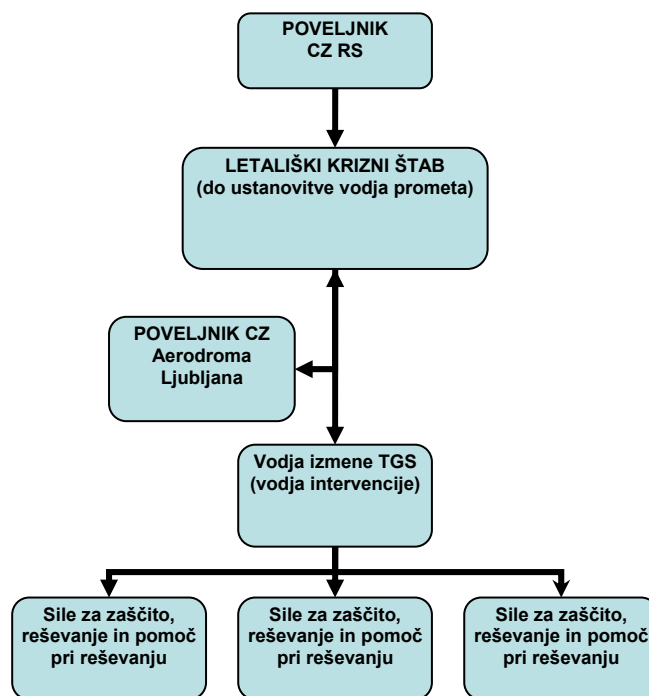 POVELJNIK
CZ RS
LETALIŠKI KRIZNI ŠTAB
(do ustanovitve vodja prometa)
POVELJNIK CZ
Aerodroma
Ljubljana
Vodja izmene TGS
(vodja intervencije)
Sile za zaščito,
reševanje in pomoč
pri reševanju
Sile za zaščito,
reševanje in pomoč
pri reševanju
Sile za zaščito,
reševanje in pomoč
pri reševanju